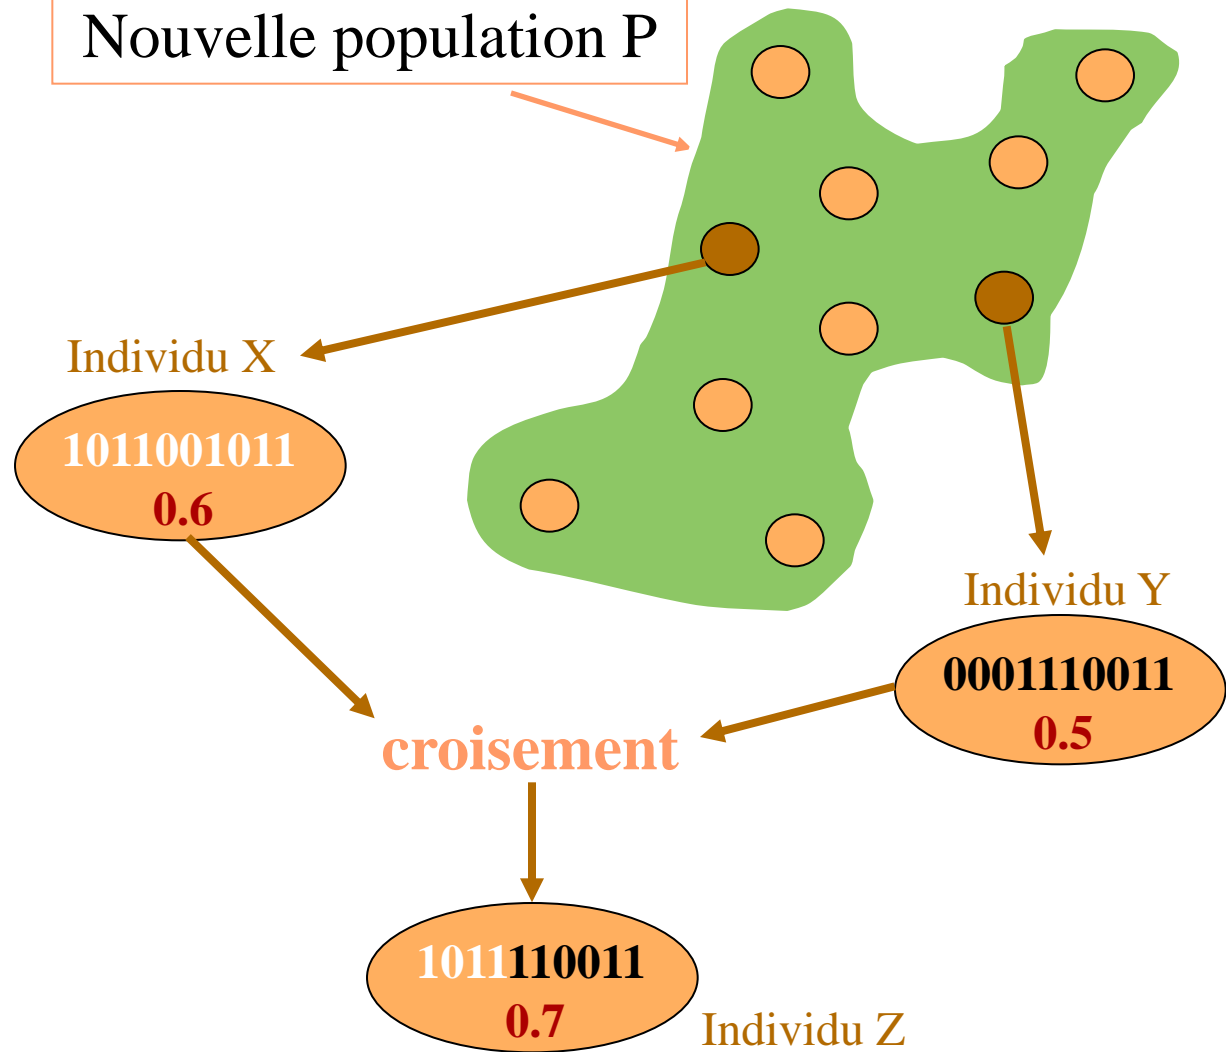 Nouvelle population P
Individu X
1011001011
0.6
Individu Y
0001110011
0.5
croisement
1011110011
0.7
Individu Z